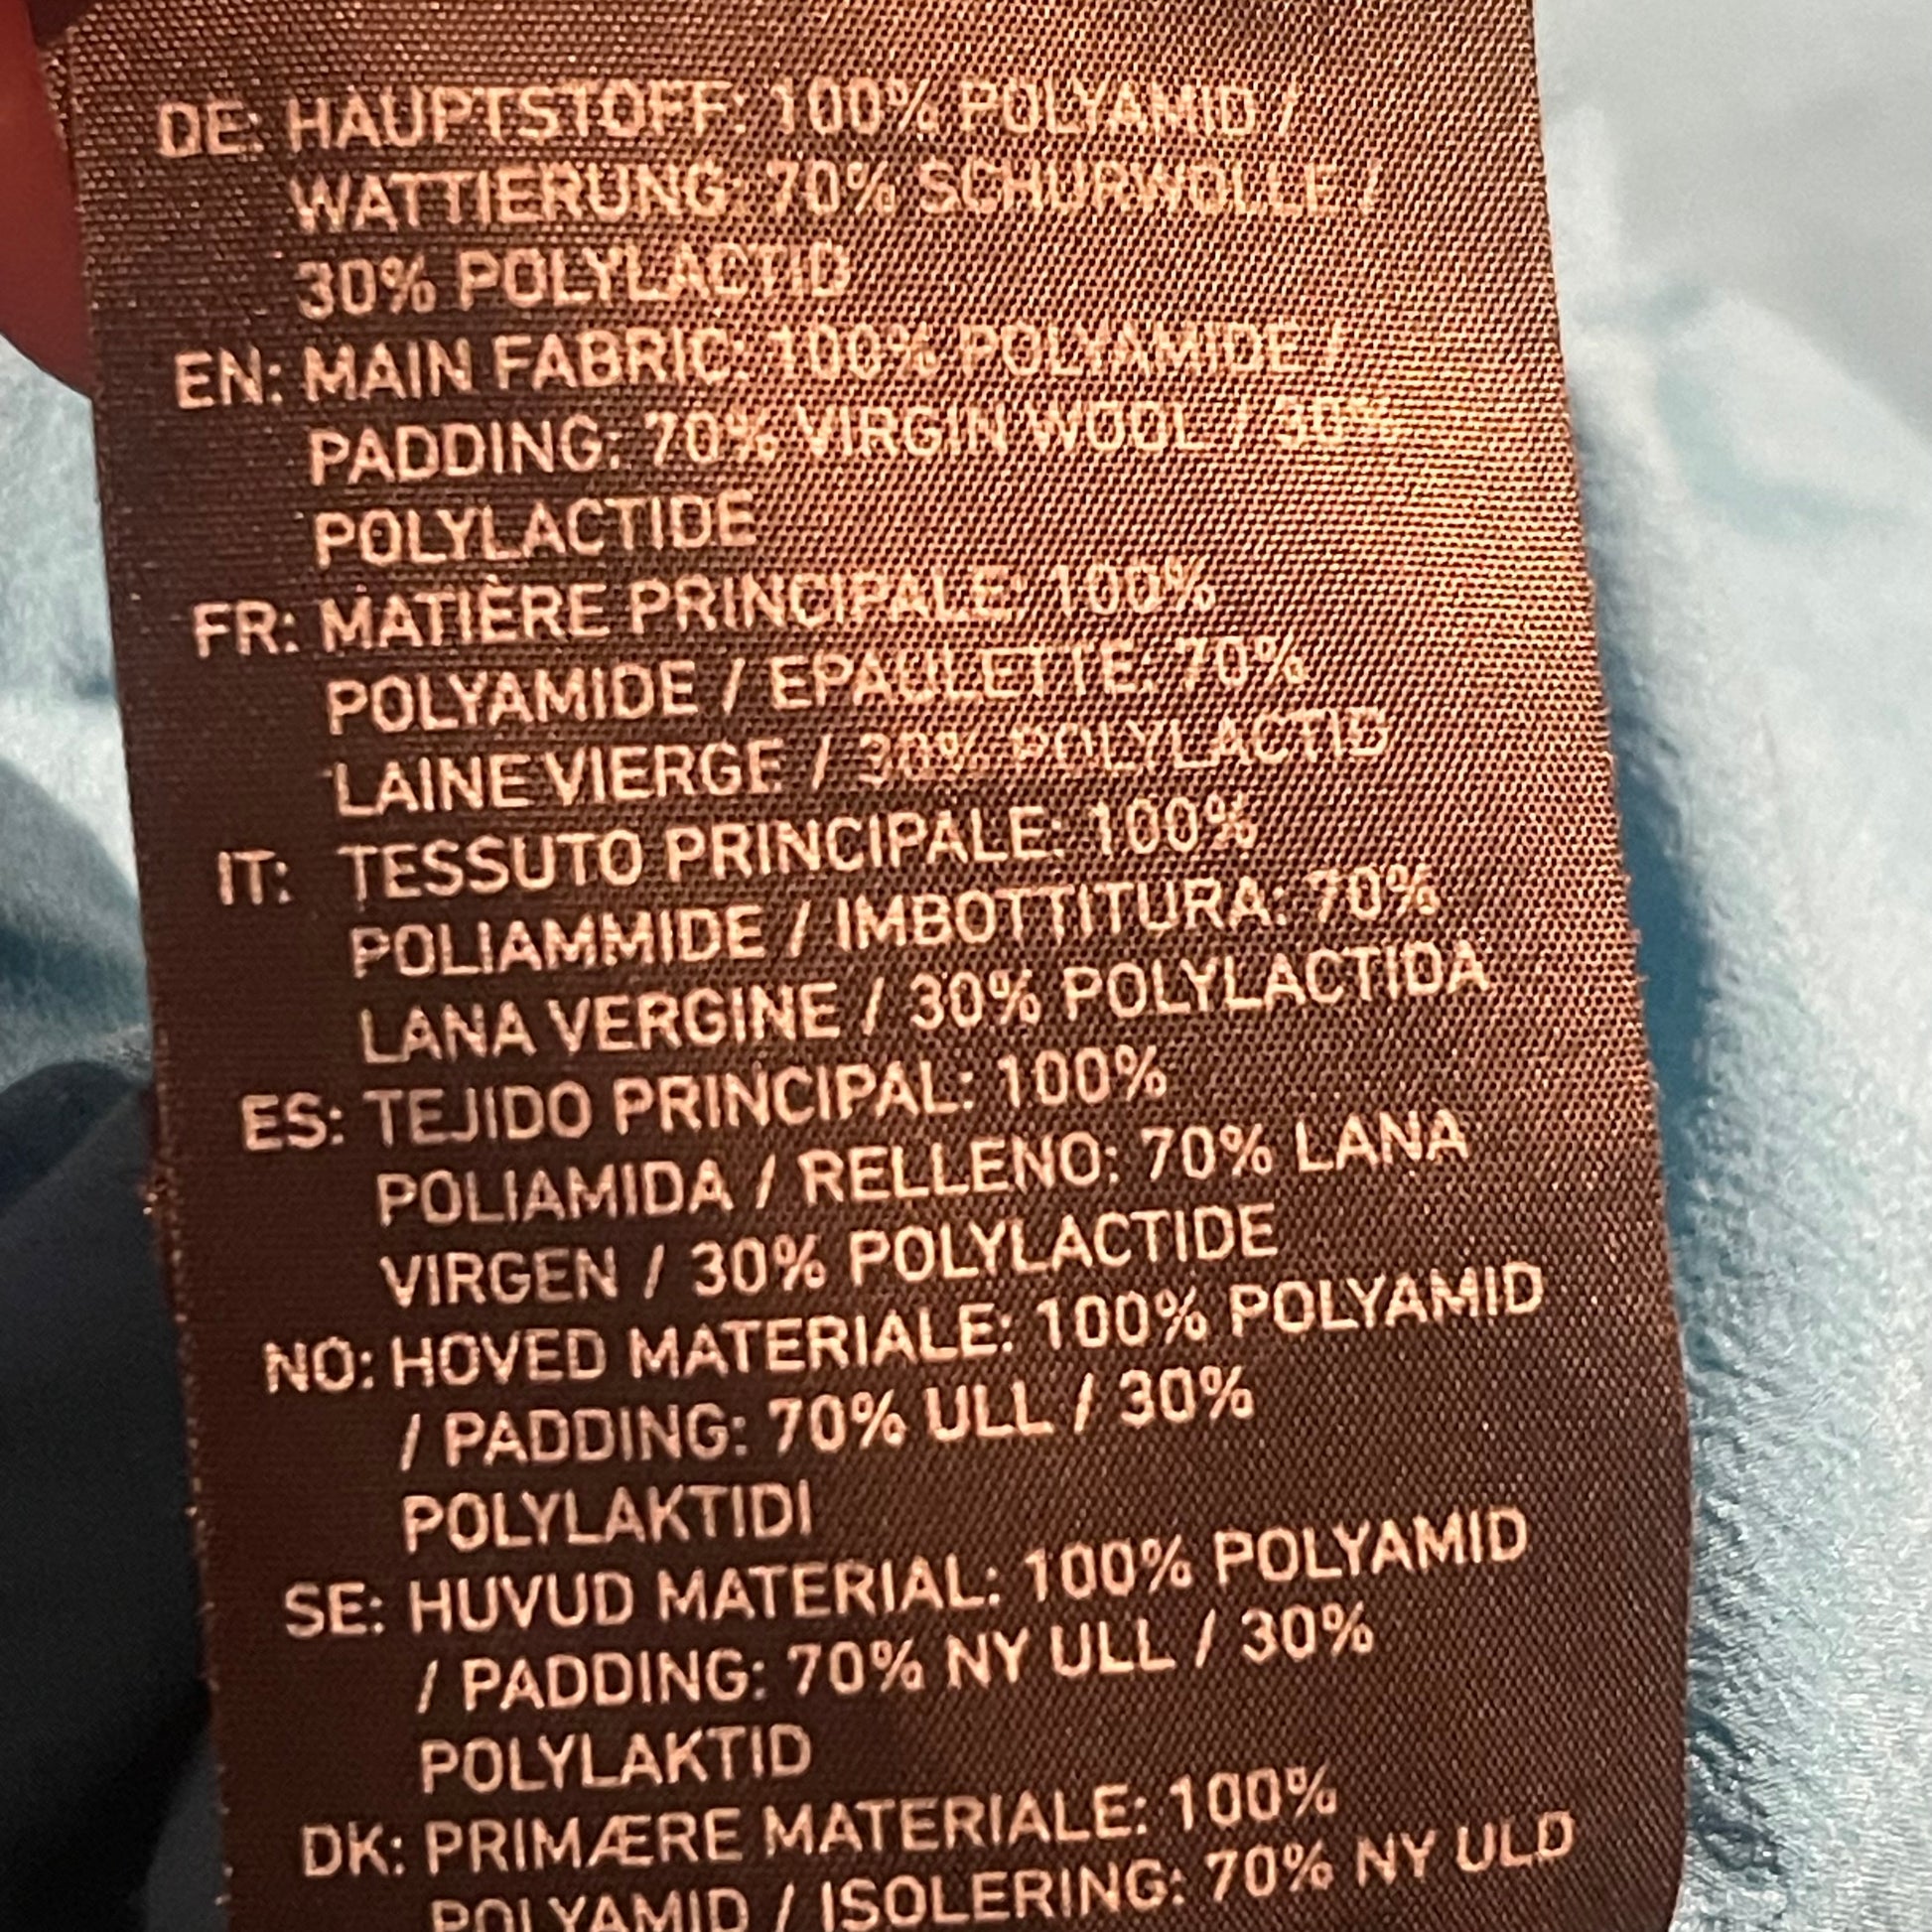 DE: HAUPTSTOFF: 100% POLYAMID /
WATTIERUNG: 70% SCHURWOLLE /
30% POLYLACTID
EN: MAIN FABRIC: 100% POLYAMIDE /
PADDING: 70% VIRGIN WOOL / 30%
POLYLACTIDE
FR: MATIÈRE PRINCIPALE: 100%
POLYAMIDE / EPAULETTE: 70%
LAINE VIERGE / 30% POLYLACTID
IT: TESSUTO PRINCIPALE: 100%
POLIAMMIDE / IMBOTTITURA: 70%
LANA VERGINE / 30% POLYLACTIDA
ES: TEJIDO PRINCIPAL: 100%
POLIAMIDA / RELLENO: 70% LANA
VIRGEN / 30% POLYLACTIDE
NO: HOVED MATERIALE: 100% POLYAMID
/ PADDING: 70% ULL / 30%
POLYLAKTIDI
SE: HUVUD MATERIAL: 100% POLYAMID
/ PADDING: 70% NY ULL / 30%
POLYLAKTID
DK: PRIMÆRE MATERIALE: 100%
POLYAMID / ISOLERING: 70% NY ULD